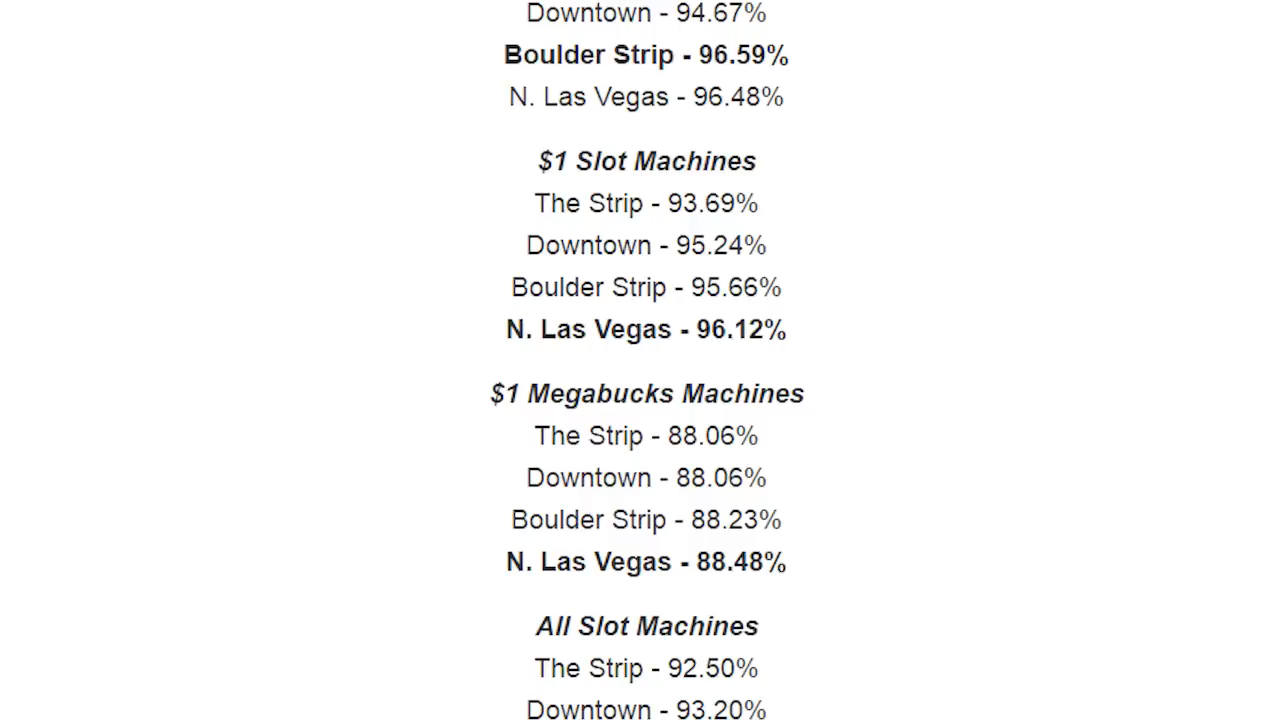 Downtown - 94.67%
Boulder Strip - 96.59%
N. Las Vegas - 96.48%
$1 Slot Machines
The Strip - 93.69%
Downtown - 95.24%
Boulder Strip - 95.66%
N. Las Vegas - 96.12%
$1 Megabucks Machines
The Strip - 88.06%
Downtown - 88.06%
Boulder Strip - 88.23%
N. Las Vegas - 88.48%
All Slot Machines
The Strip - 92.50%
Downtown - 93.20%